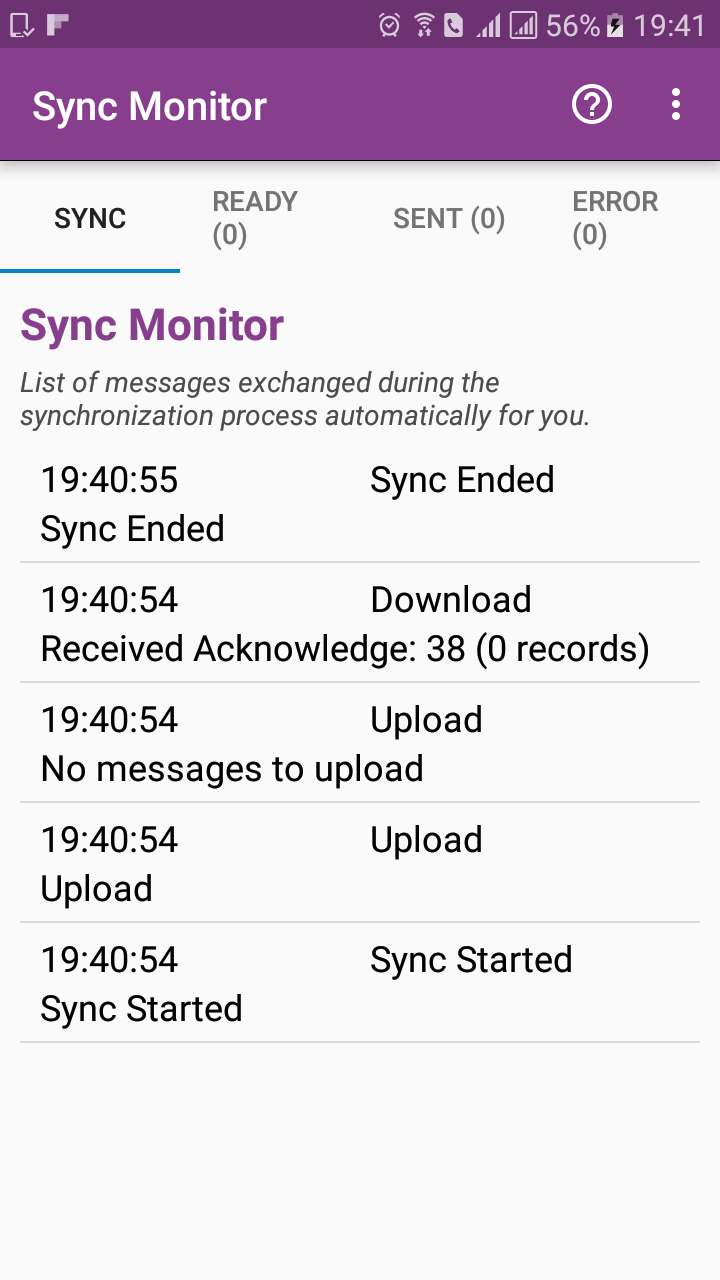 56% 19:41
Sync Monitor
SYNC
READY
(0)
SENT (0)
ERROR
(0)
Sync Monitor
List of messages exchanged during the
synchronization process automatically for you.
19:40:55 Sync Ended
Sync Ended
19:40:54 Download
Received Acknowledge: 38 (0 records)
19:40:54 Upload
No messages to upload
19:40:54 Upload
Upload
19:40:54 Sync Started
Sync Started